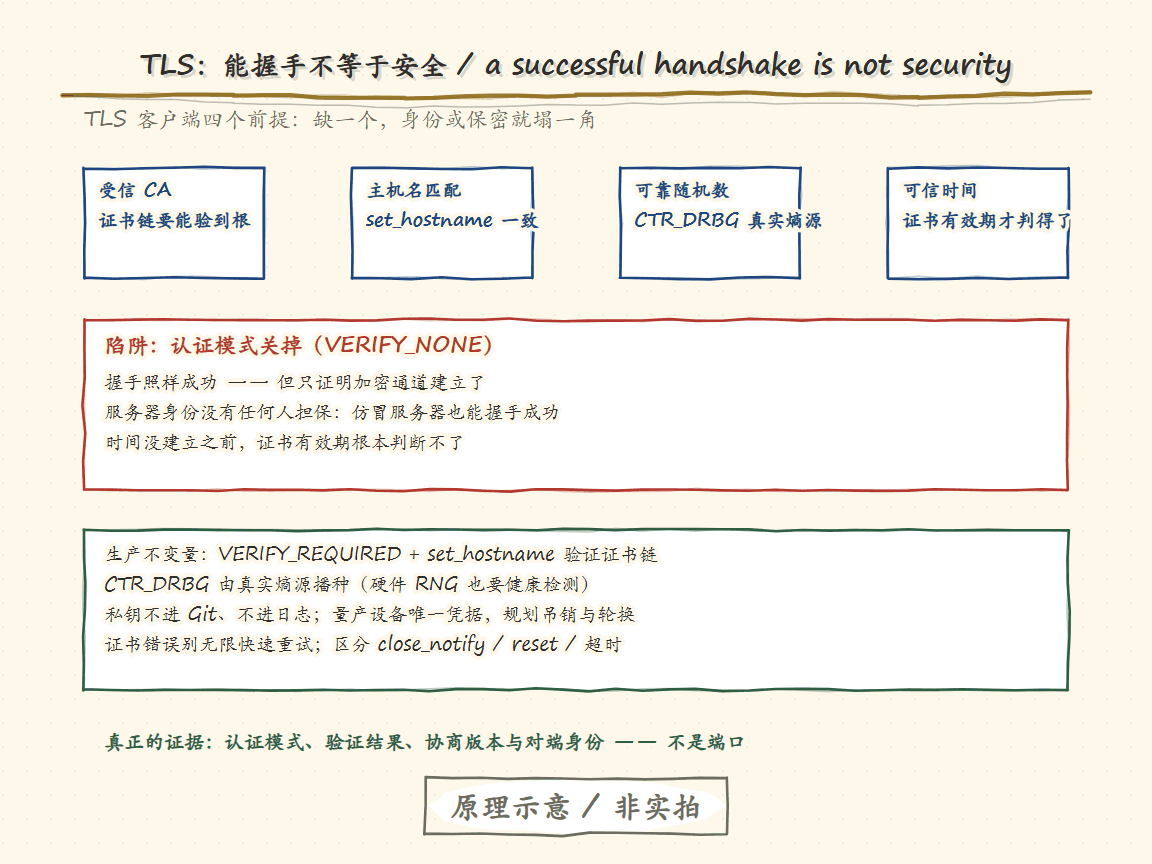 TLS：能握手不等于安全 / a successful handshake is not security
TLS 客户端四个前提：缺一个，身份或保密就塌一角
受信 CA
证书链要能验到根
主机名匹配
set_hostname 一致
可靠随机数
CTR_DRBG 真实熵源
可信时间
证书有效期才判得了
陷阱：认证模式关掉（VERIFY_NONE）
握手照样成功 —— 但只证明加密通道建立了
服务器身份没有任何人担保：仿冒服务器也能握手成功
时间没建立之前，证书有效期根本判断不了
生产不变量：VERIFY_REQUIRED + set_hostname 验证证书链
CTR_DRBG 由真实熵源播种（硬件 RNG 也要健康检测）
私钥不进 Git、不进日志；量产设备唯一凭据，规划吊销与轮换
证书错误别无限快速重试；区分 close_notify / reset / 超时
真正的证据：认证模式、验证结果、协商版本与对端身份 —— 不是端口
原理示意 / 非实拍